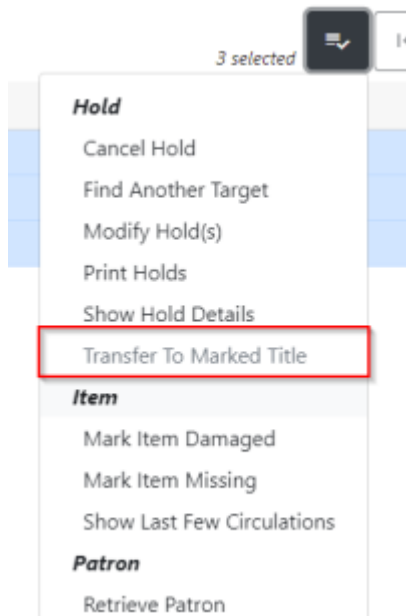 3 selected
Hold
Cancel Hold
Find Another Target
Modify Hold(s)
Print Holds
Show Hold Details
Transfer To Marked Title
Item
Mark Item Damaged
Mark Item Missing
Show Last Few Circulations
Patron
Retrieve Patron